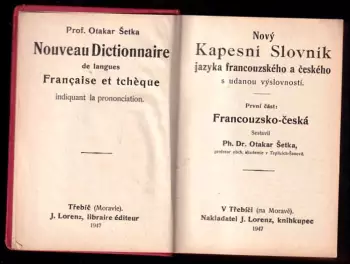 Prof. Otakar Šetka
Nouveau Dictionnaire
de langues
Française et tchèque
indiquant la prononciation.
Třebíč (Moravie).
J. Lorenz, libraire éditeur
1947
Nový
Kapesní Slovník
jazyka francouzského a českého
s udanou výslovností.
První část:
Francouzsko-česká
Sestavil
Ph. Dr. Otakar Šetka,
V Třebíči (na Moravě).
Nakladatel J. Lorenz, knihkupec
1947